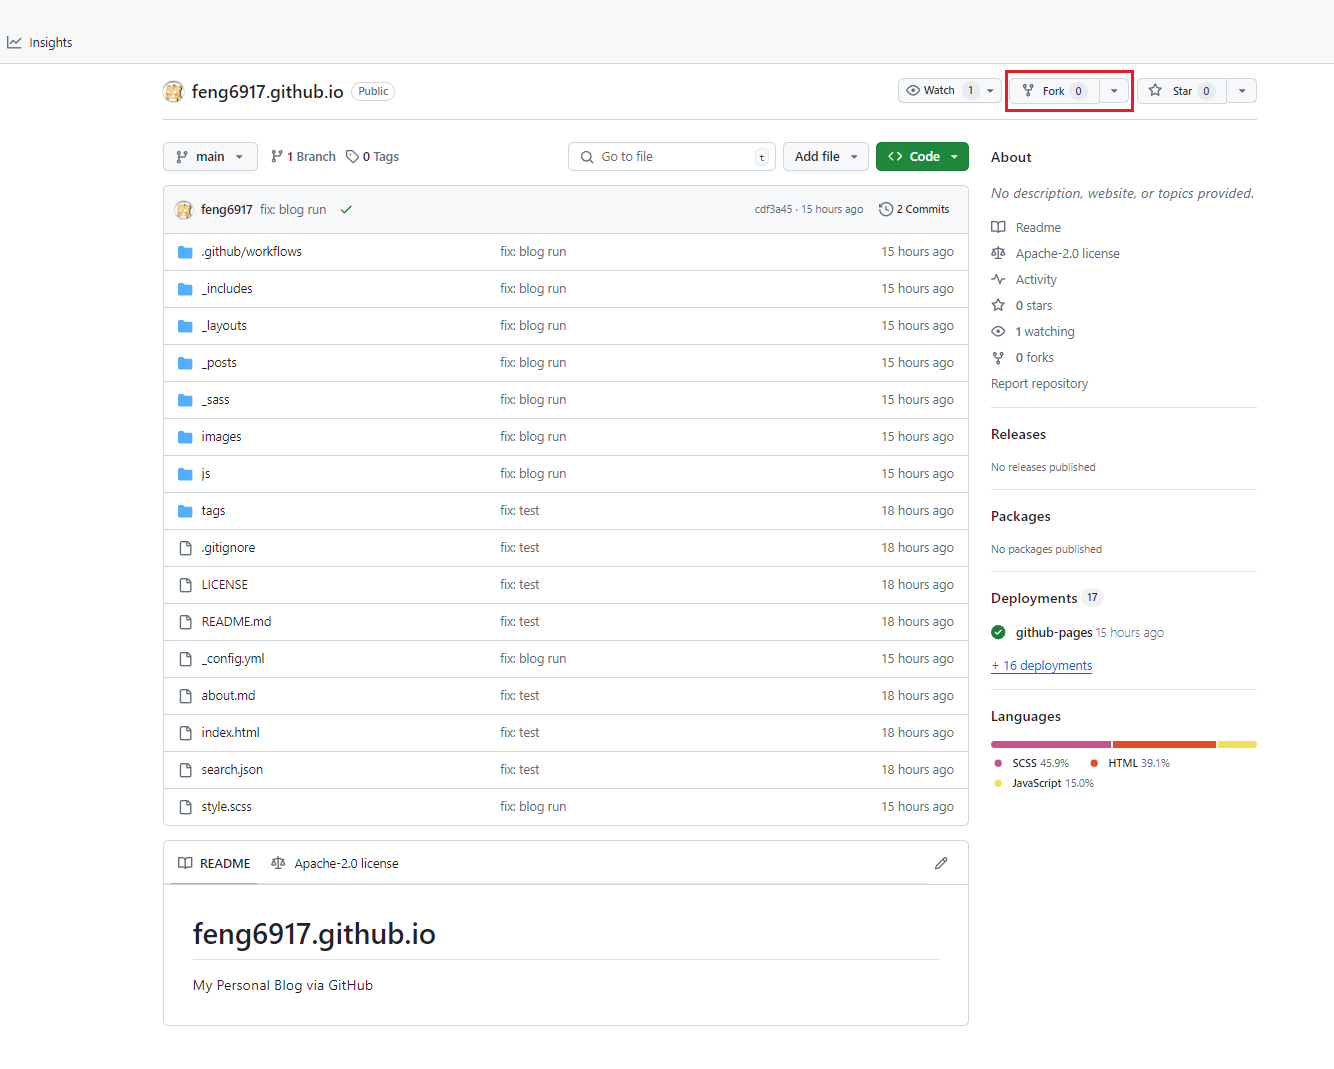 Insights
feng6917.github.io Public Watch 1 Fork 0 Star 0
main 1 Branch 0 Tags Go to file t Add file Code
feng6917 fix: blog run cdf3a45 · 15 hours ago 2 Commits
.github/workflows fix: blog run 15 hours ago
_includes fix: blog run 15 hours ago
_layouts fix: blog run 15 hours ago
_posts fix: blog run 15 hours ago
_sass fix: blog run 15 hours ago
images fix: blog run 15 hours ago
js fix: blog run 15 hours ago
tags fix: test 18 hours ago
.gitignore fix: test 18 hours ago
LICENSE fix: test 18 hours ago
README.md fix: test 18 hours ago
_config.yml fix: blog run 15 hours ago
about.md fix: test 18 hours ago
index.html fix: test 18 hours ago
search.json fix: test 18 hours ago
style.scss fix: blog run 15 hours ago
README Apache-2.0 license
feng6917.github.io
My Personal Blog via GitHub
About
No description, website, or topics provided.
Readme
Apache-2.0 license
Activity
0 stars
1 watching
0 forks
Report repository
Releases
No releases published
Packages
No packages published
Deployments 17
github-pages 15 hours ago
+ 16 deployments
Languages
SCSS 45.9% HTML 39.1%
JavaScript 15.0%